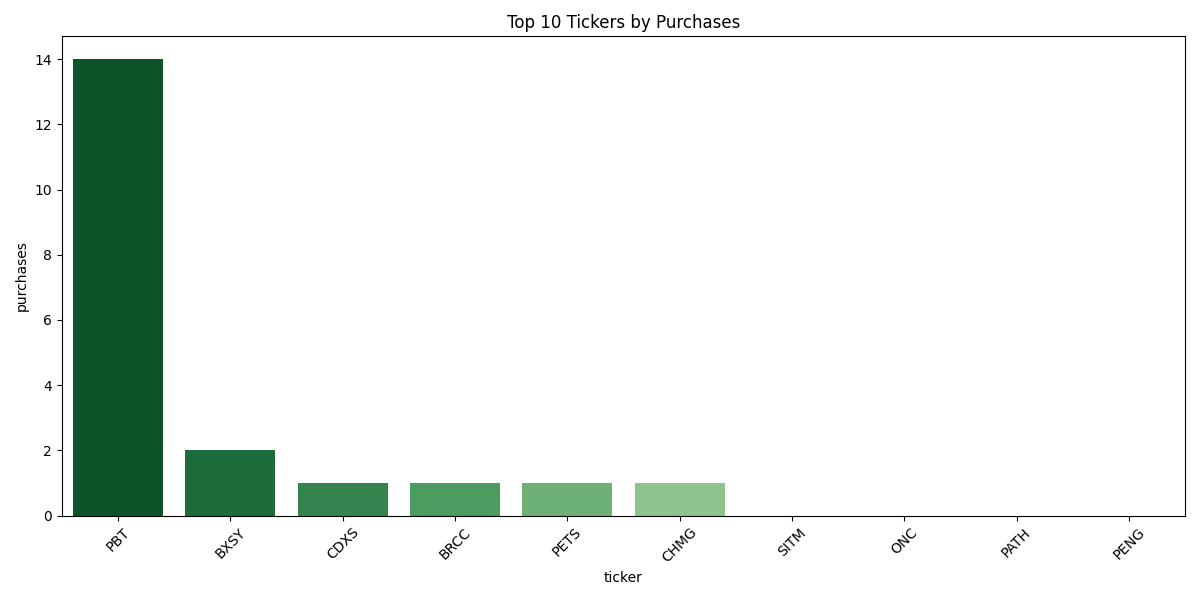 Top 10 Tickers by Purchases
14
12
10
8
6
4
2
0
purchases
PBT
BXSY
CDXS
BRCC
PETS
CHMG
SITM
ONC
PATH
PENG
ticker